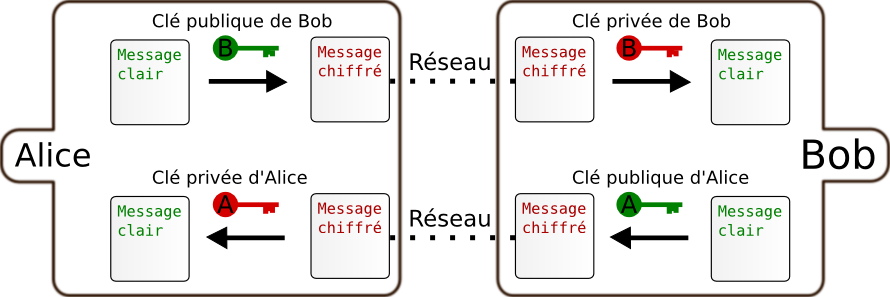 Clé publique de Bob
Clé privée de Bob
Message
clair
B
Message
chiffré
Réseau
Message
chiffré
B
Message
clair
Alice
Bob
Clé privée d'Alice
Clé publique d'Alice
Message
clair
A
Message
chiffré
Réseau
Message
chiffré
A
Message
clair